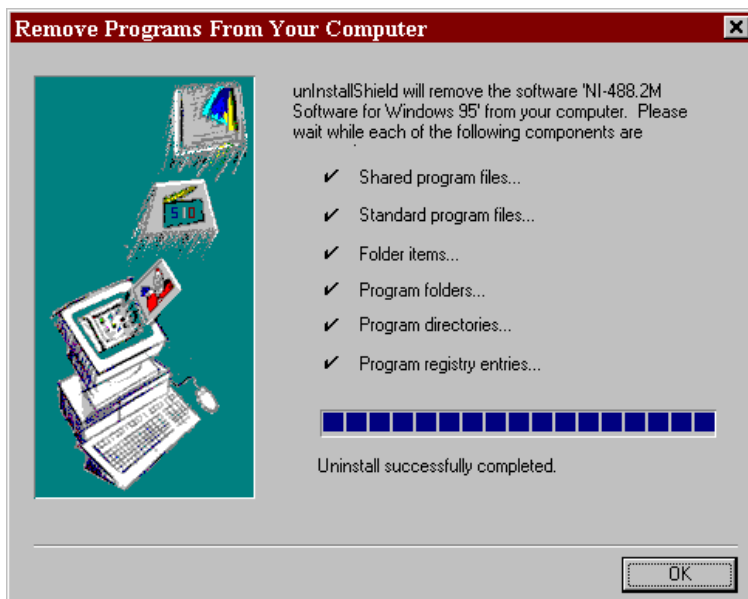 Remove Programs From Your Computer
unInstallShield will remove the software 'NI-488.2M
Software for Windows 95' from your computer. Please
wait while each of the following components are
✔ Shared program files...
✔ Standard program files...
✔ Folder items...
✔ Program folders...
✔ Program directories...
✔ Program registry entries...
Uninstall successfully completed.
OK